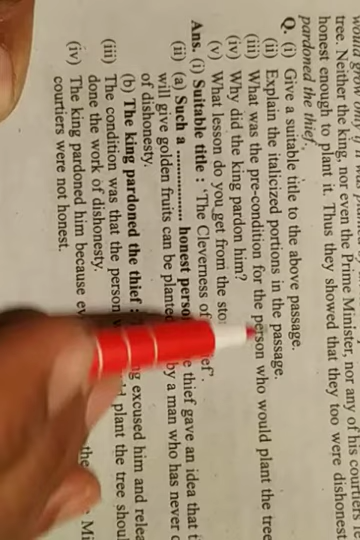 would grow only if
tree. Neither the king, nor even the Prime Minister, nor any of his courtiers
honest enough to plant it. Thus they showed that they too were dishonest
pardoned the thief.
Q. (i) Give a suitable title to the above passage.
(ii) Explain the italicized portions in the passage.
(iii) What was the pre-condition for the person who would plant the tree
(iv) Why did the king pardon him?
(v) What lesson do you get from the
Ans. (i) Suitable title : 'The Cleverness of
(ii) (a) Such a ................. honest thief gave an idea that
will give golden fruits can be planted by a man who has never
of dishonesty.
(b) The king pardoned the thief : excused him and
(iii) The condition was that the person plant the tree
done the work of dishonesty.
(iv) The king pardoned him because the
courtiers were not honest.